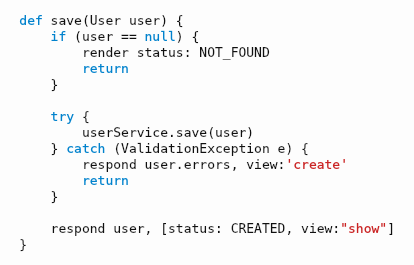 def save(User user) {
    if (user == null) {
        render status: NOT_FOUND
        return
    }

    try {
        userService.save(user)
    } catch (ValidationException e) {
        respond user.errors, view:'create'
        return
    }

    respond user, [status: CREATED, view:"show"]
}